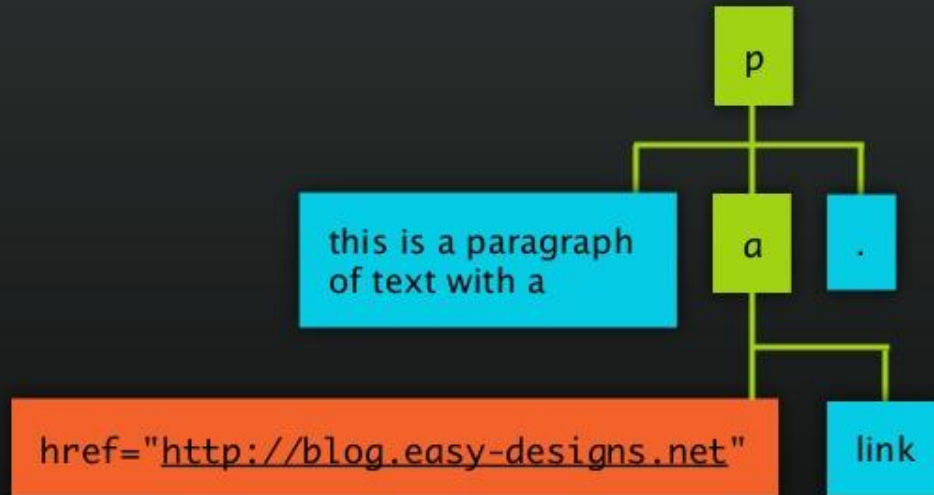 p
this is a paragraph
of text with a
a
.
href="http://blog.easy-designs.net"
link